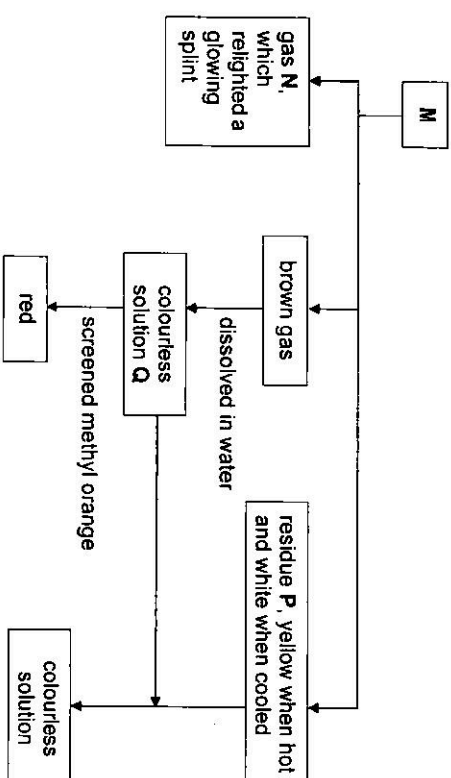 M
gas N,
which
relighted a
glowing
splint
brown gas
residue P, yellow when hot
and white when cooled
dissolved in water
colourless
solution Q
screened methyl orange
red
colourless
solution